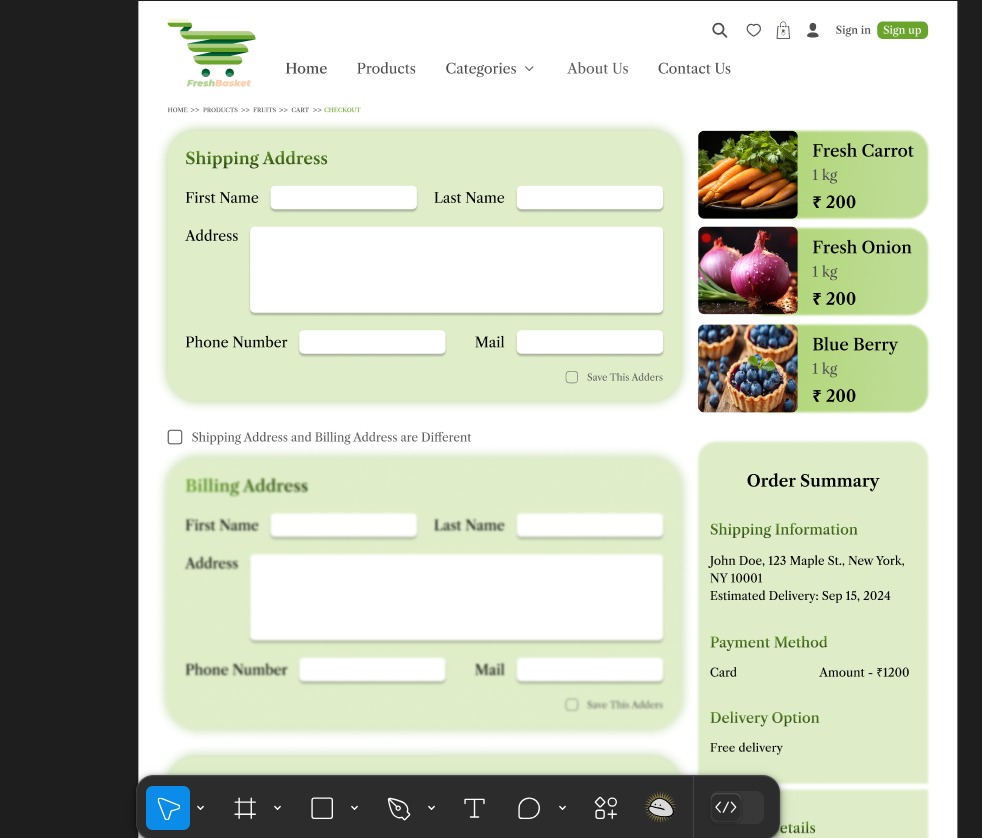 Sign in Sign up
FreshBasket
Home Products Categories About Us Contact Us
HOME >> PRODUCTS >> FRUITS >> CART >> CHECKOUT
Shipping Address
First Name Last Name
Address
Phone Number Mail
Save This Adders
Fresh Carrot
1 kg
₹ 200
Fresh Onion
1 kg
₹ 200
Blue Berry
1 kg
₹ 200
Shipping Address and Billing Address are Different
Billing Address
First Name Last Name
Address
Phone Number Mail
Save This Adders
Order Summary
Shipping Information
John Doe, 123 Maple St., New York,
NY 10001
Estimated Delivery: Sep 15, 2024
Payment Method
Card Amount - ₹1200
Delivery Option
Free delivery